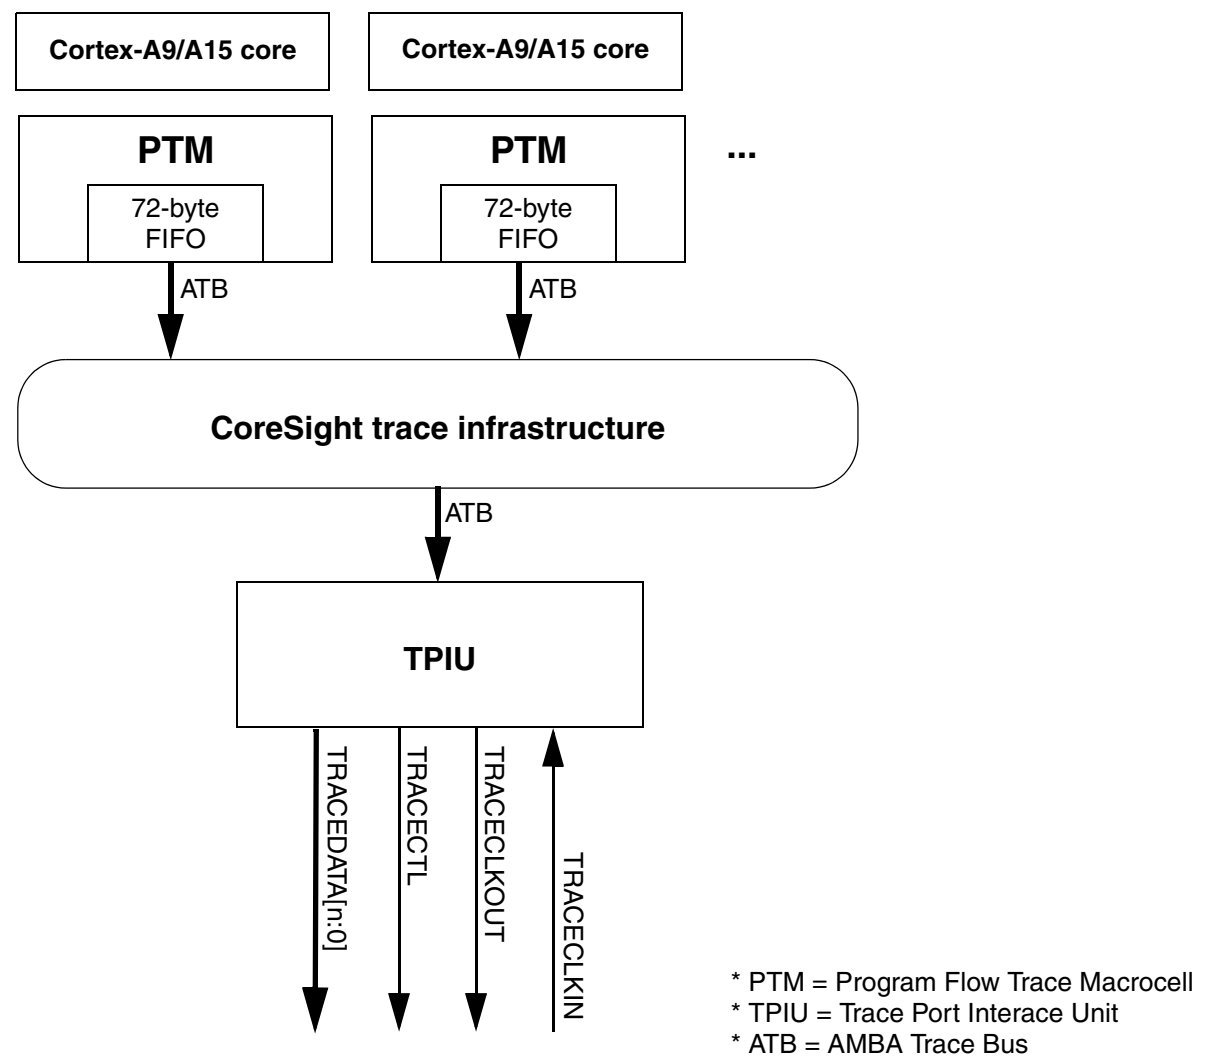 Cortex-A9/A15 core
Cortex-A9/A15 core
PTM
PTM
...
72-byte
FIFO
72-byte
FIFO
ATB
ATB
CoreSight trace infrastructure
ATB
TPIU
TRACEDATA[n:0]
TRACECTL
TRACECLKOUT
TRACECLKIN
* PTM = Program Flow Trace Macrocell
* TPIU = Trace Port Interace Unit
* ATB = AMBA Trace Bus